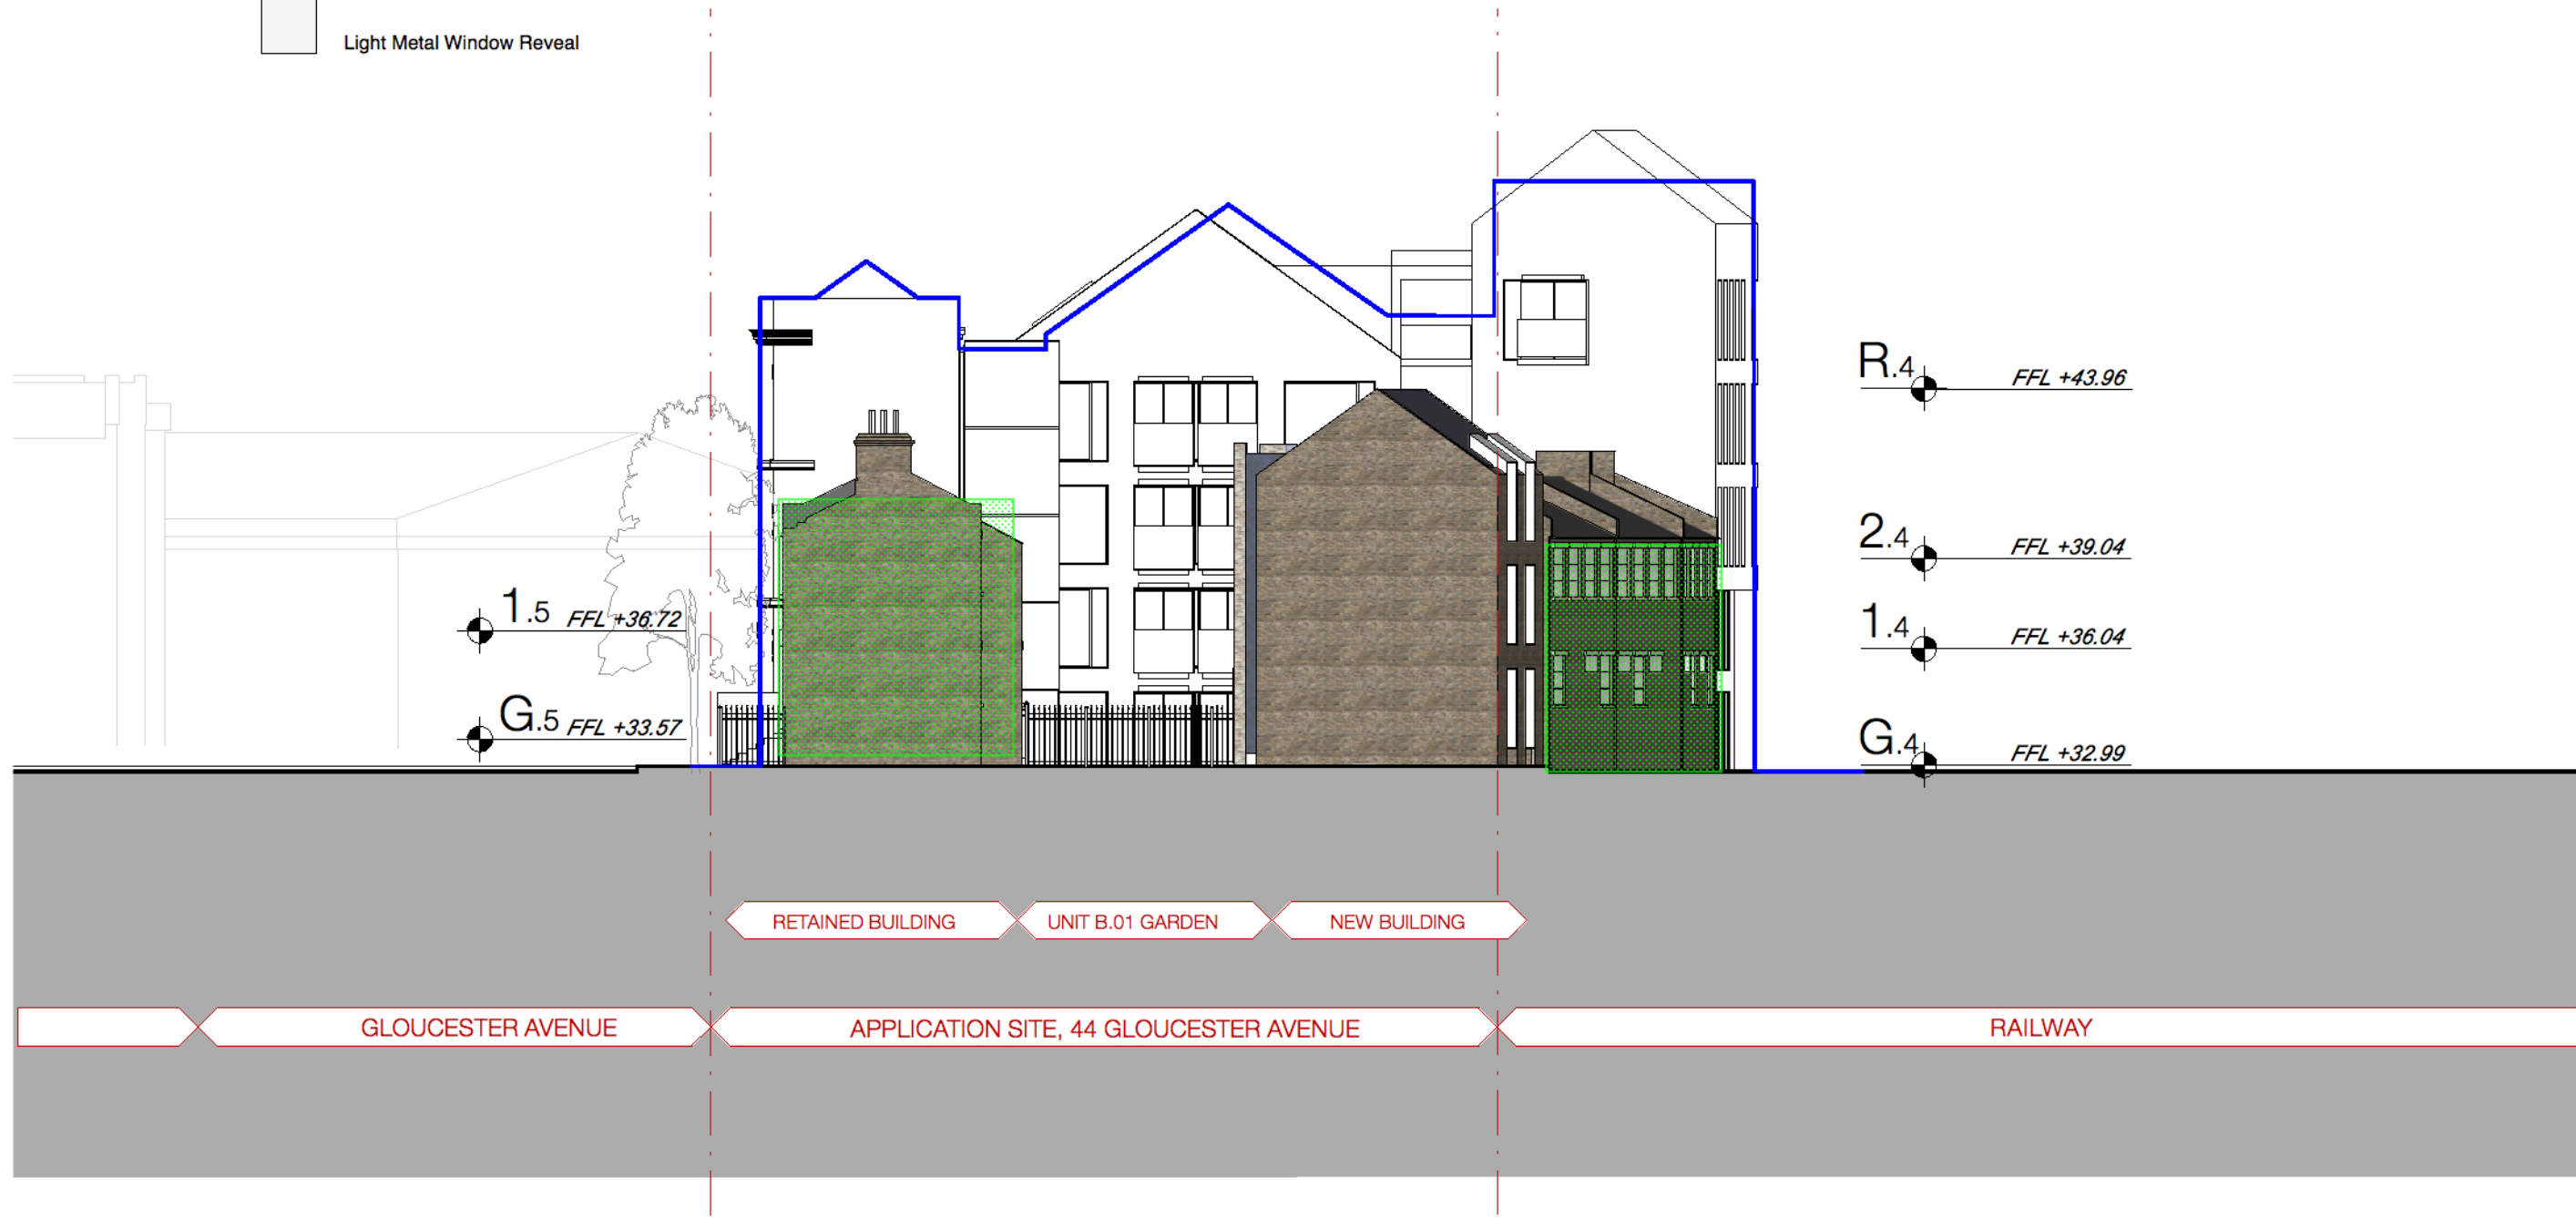 Light Metal Window Reveal
R.4 FFL +43.96
2.4 FFL +39.04
1.5 FFL +36.72
1.4 FFL +36.04
G.5 FFL +33.57
G.4 FFL +32.99
RETAINED BUILDING UNIT B.01 GARDEN NEW BUILDING
GLOUCESTER AVENUE APPLICATION SITE, 44 GLOUCESTER AVENUE RAILWAY